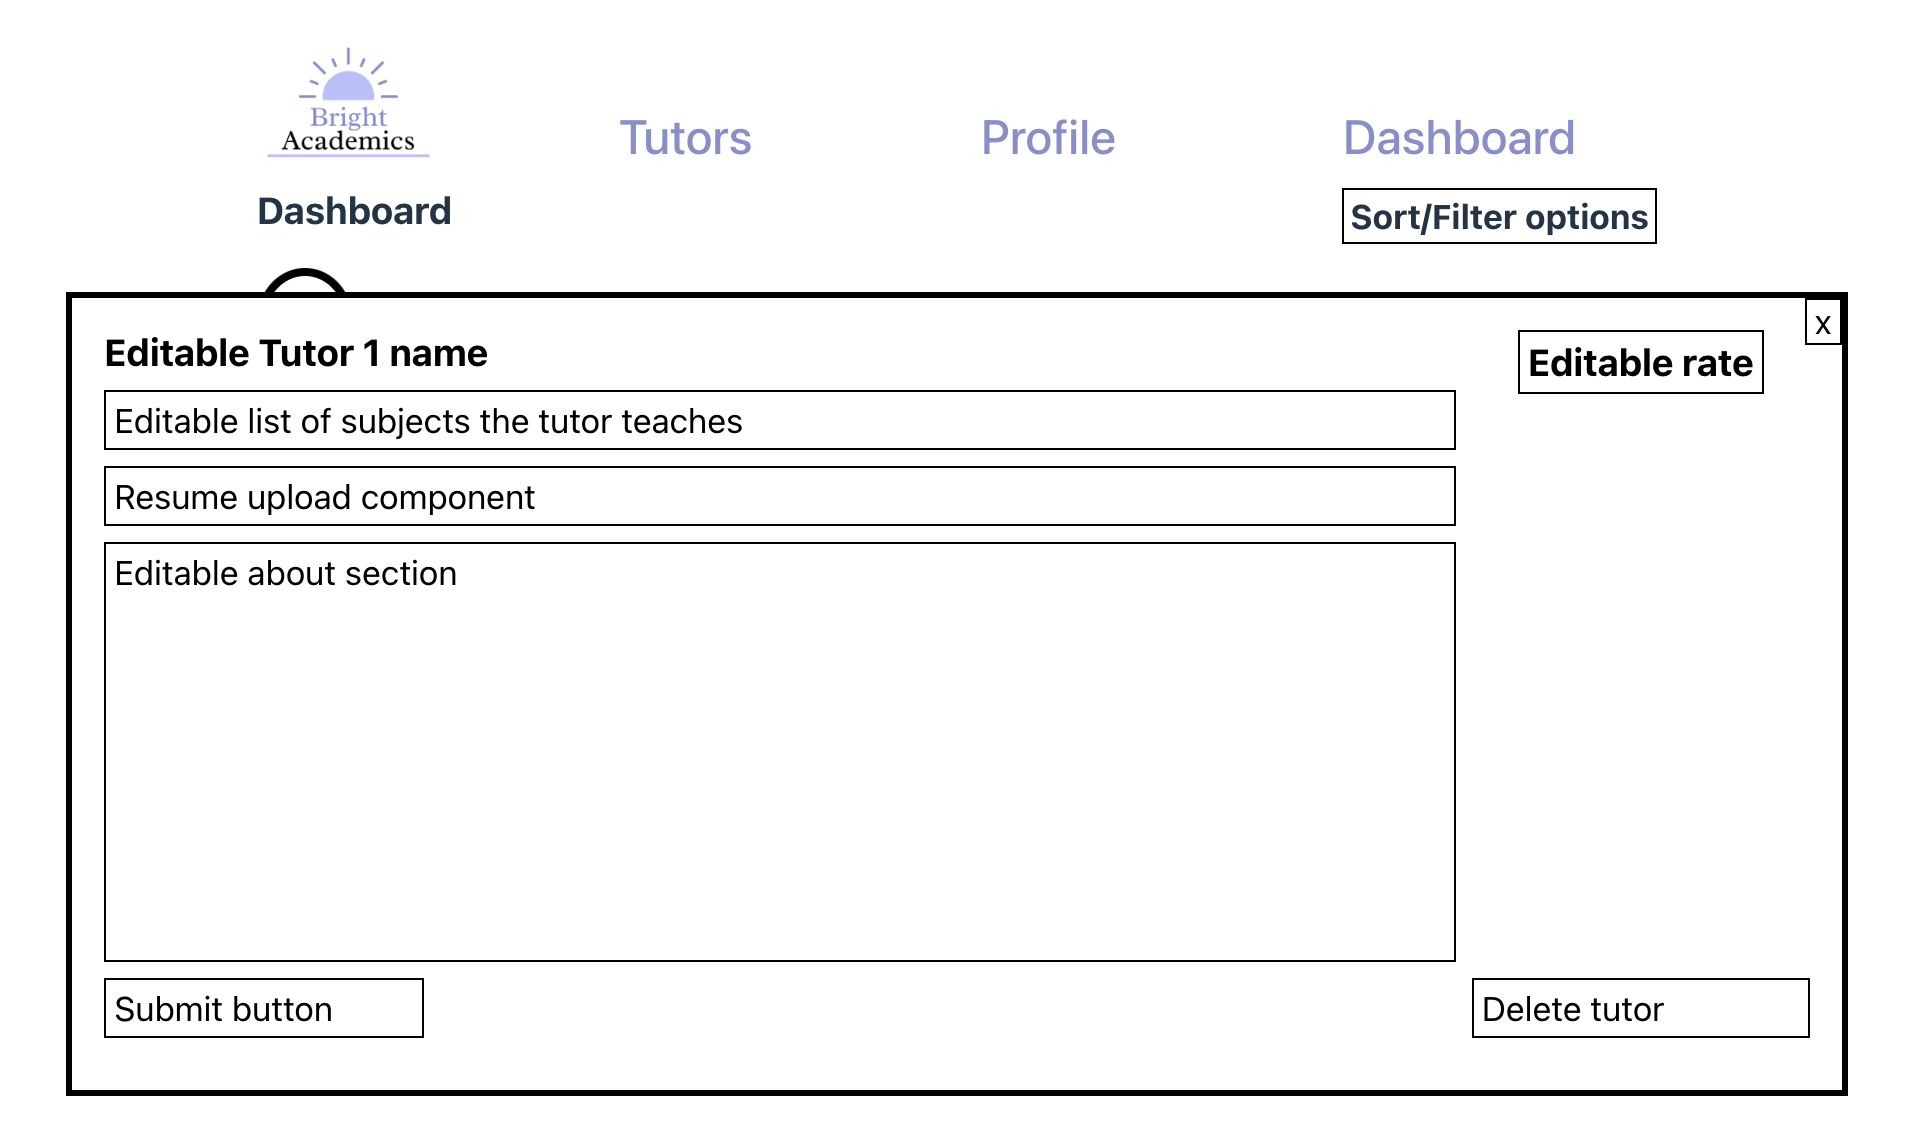 Bright
Academics
Tutors
Profile
Dashboard
Dashboard
Sort/Filter options
x
Editable Tutor 1 name
Editable rate
Editable list of subjects the tutor teaches
Resume upload component
Editable about section
Submit button
Delete tutor